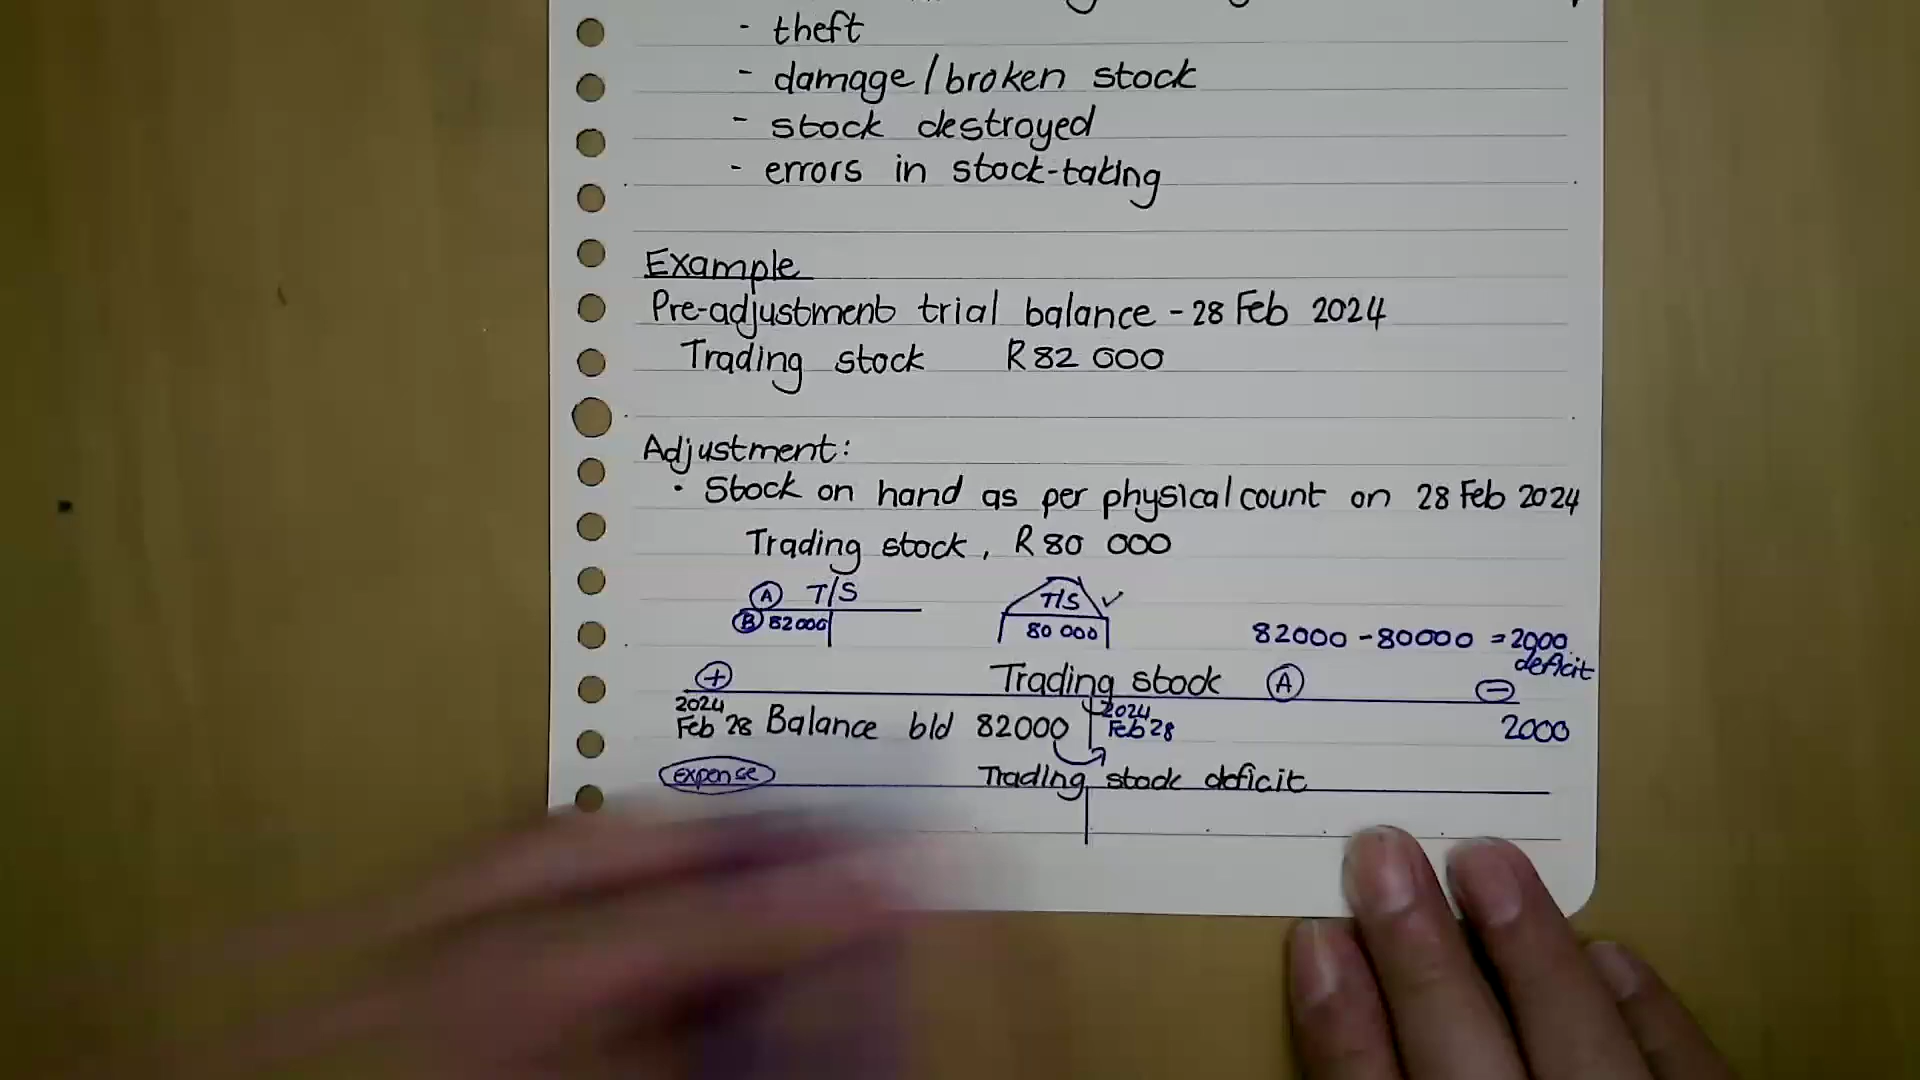 - theft
- damage/broken stock
- stock destroyed
- errors in stock-taking
Example
Pre-adjustment trial balance - 28 Feb 2024
Trading stock R82 000
Adjustment:
• Stock on hand as per physical count on 28 Feb 2024
Trading stock, R80 000
A T/S
B 82000
T/S ✓
80 000
82000 - 80000 = 2000
deficit
+ Trading stock A -
2024
Feb 28 Balance b/d 82000
2024
Feb 28 2000
expense Trading stock deficit